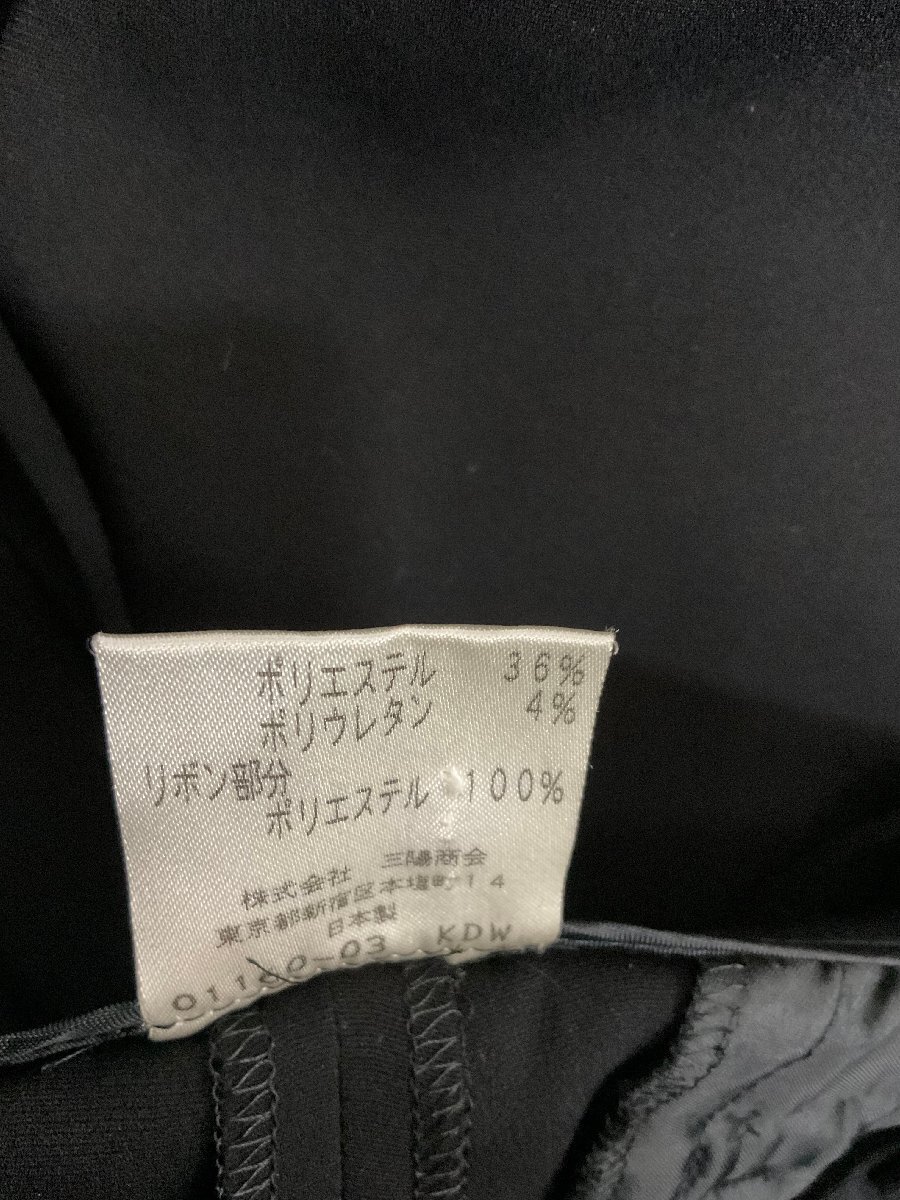 ポリエステル 36%
ポリウレタン 4%
リボン部分
ポリエステル 100%
株式会社 三陽商会
東京都新宿区本塩町14
日本製
KDW